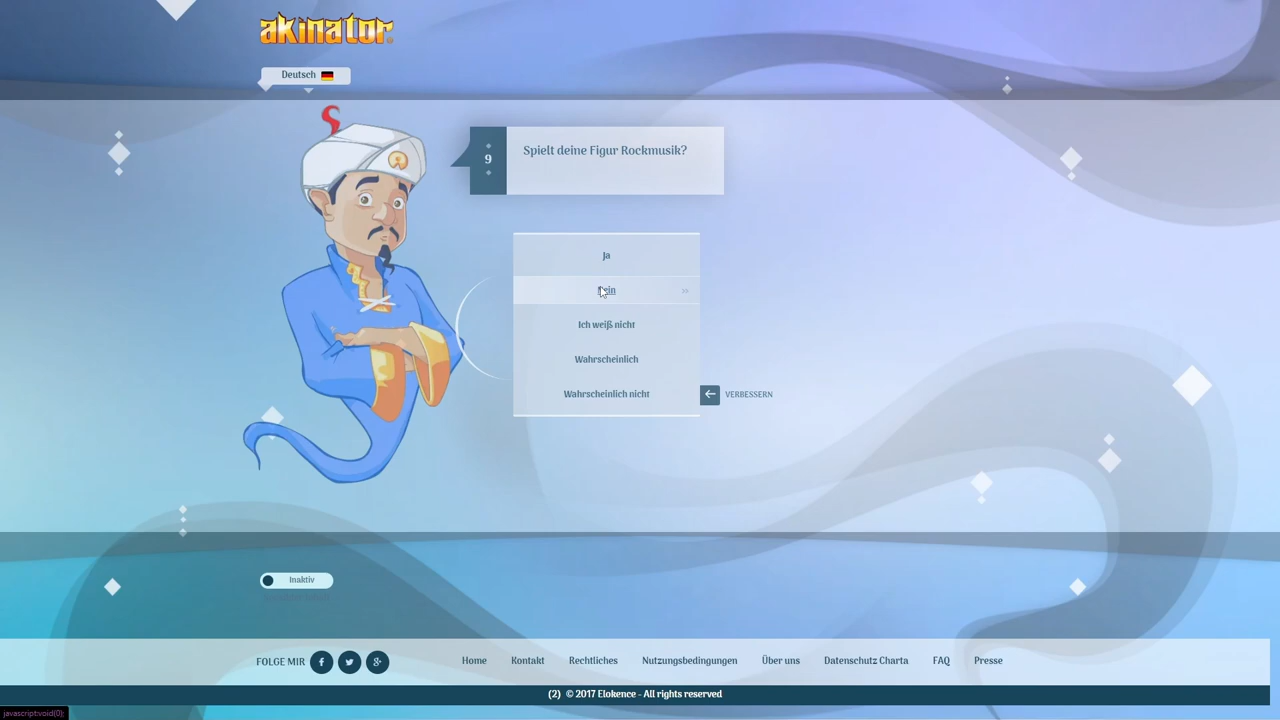 akinator
Deutsch
9
Spielt deine Figur Rockmusik?
Ja
Ich weiß nicht
Wahrscheinlich
Wahrscheinlich nicht
VERBESSERN
Inaktiv
FOLGE MIR
Home Kontakt Rechtliches Nutzungsbedingungen Über uns Datenschutz Charta FAQ Presse
(2) © 2017 Elokence - All rights reserved
javascript:void(0);